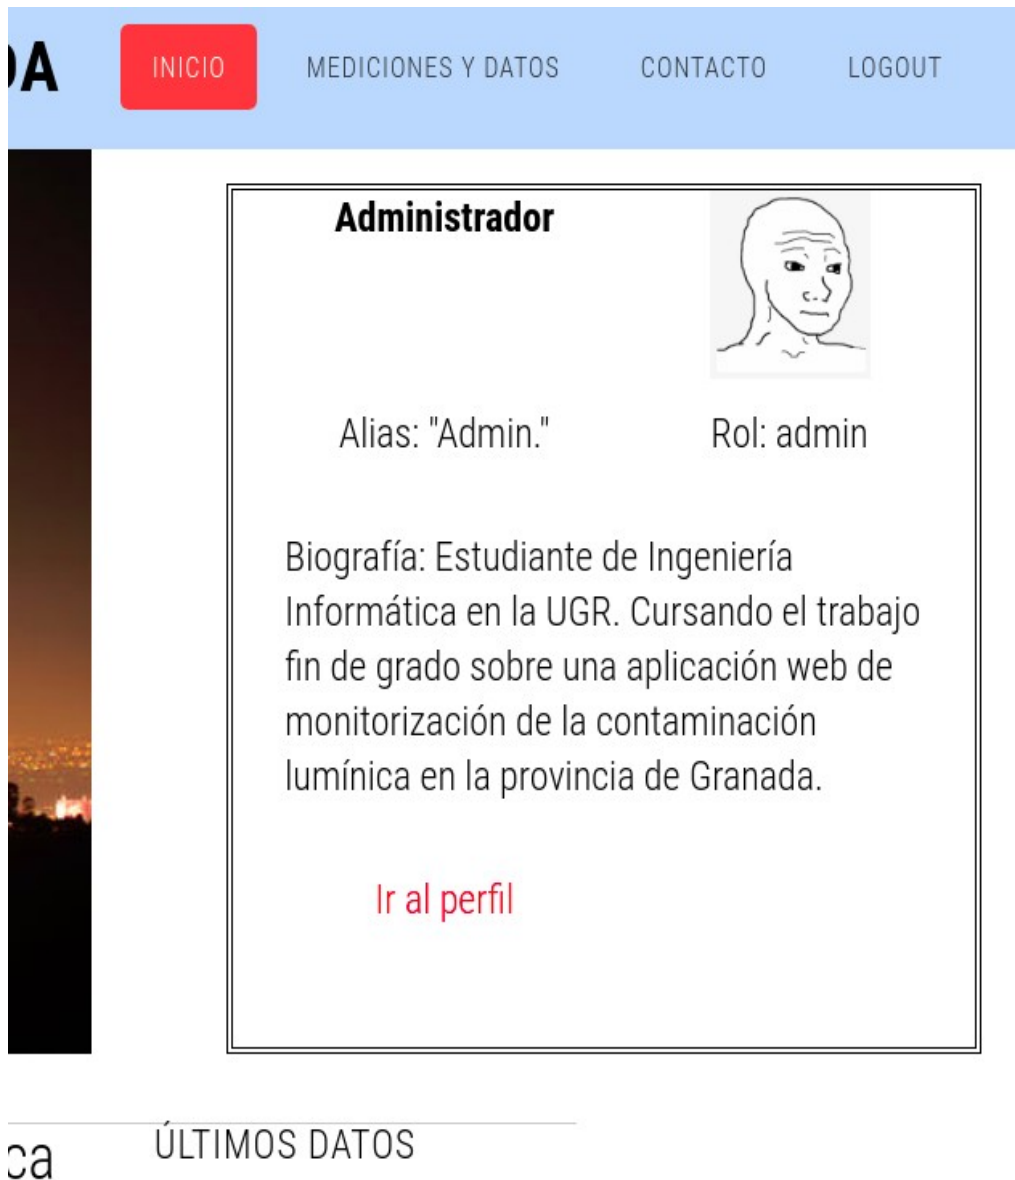 DA
INICIO
MEDICIONES Y DATOS
CONTACTO
LOGOUT
Administrador
Alias: "Admin."
Rol: admin
Biografía: Estudiante de Ingeniería
Informática en la UGR. Cursando el trabajo
fin de grado sobre una aplicación web de
monitorización de la contaminación
lumínica en la provincia de Granada.
Ir al perfil
ca
ÚLTIMOS DATOS